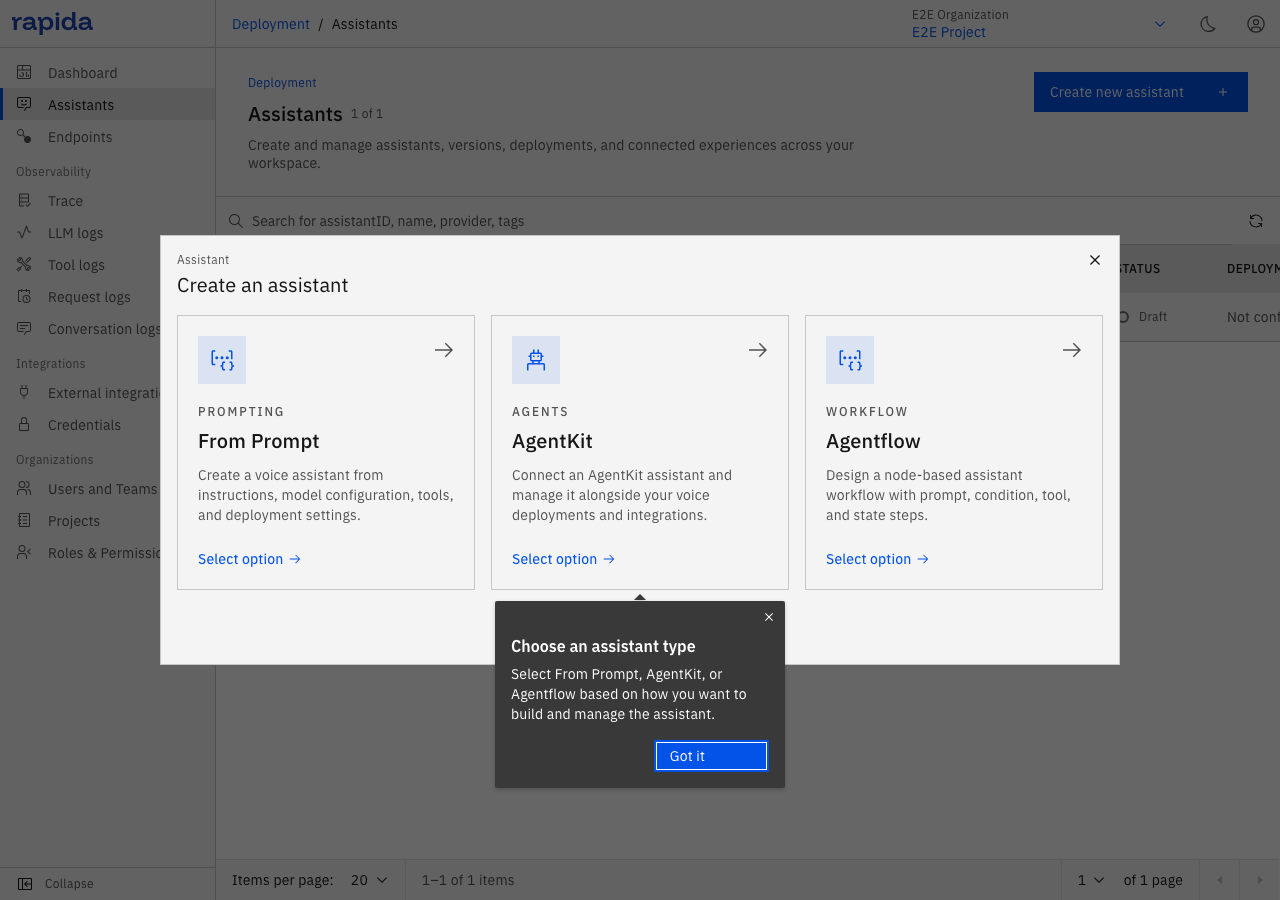 rapida
Deployment / Assistants
E2E Organization
E2E Project
Dashboard
Assistants
Endpoints
Observability
Trace
LLM logs
Tool logs
Request logs
Conversation logs
Integrations
External
Credentials
Organizations
Users and Teams
Projects
Roles &
Collapse
Deployment
Assistants 1 of 1
Create and manage assistants, versions, deployments, and connected experiences across your
workspace.
Create new assistant +
Search for assistantID, name, provider, tags
Draft
Not
Assistant
Create an assistant
PROMPTING
From Prompt
Create a voice assistant from
instructions, model configuration, tools,
and deployment settings.
Select option
AGENTS
AgentKit
Connect an AgentKit assistant and
manage it alongside your voice
deployments and integrations.
Select option
WORKFLOW
Agentflow
Design a node-based assistant
workflow with prompt, condition, tool,
and state steps.
Select option
Choose an assistant type
Select From Prompt, AgentKit, or
Agentflow based on how you want to
build and manage the assistant.
Got it
Items per page: 20
1–1 of 1 items
1 of 1 page